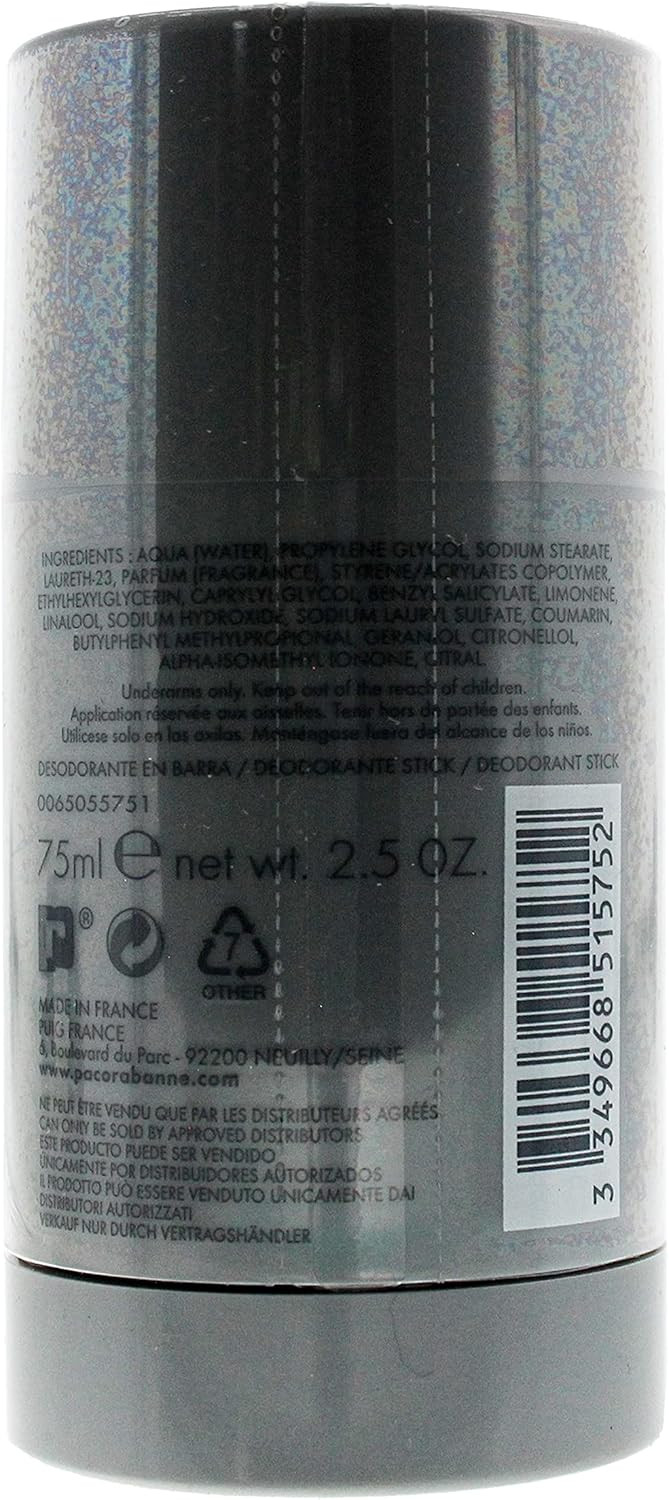 INGREDIENTS : AQUA (WATER), PROPYLENE GLYCOL, SODIUM STEARATE,
LAURETH-23, PARFUM (FRAGRANCE), STYRENE/ACRYLATES COPOLYMER,
ETHYLHEXYLGLYCERIN, CAPRYLYL GLYCOL, BENZYL SALICYLATE, LIMONENE,
LINALOOL, SODIUM HYDROXIDE, SODIUM LAURYL SULFATE, COUMARIN,
BUTYLPHENYL METHYLPROPIONAL, GERANIOL, CITRONELLOL,
ALPHA-ISOMETHYL IONONE, CITRAL.
Underarms only. Keep out of the reach of children.
Application réservée aux aisselles. Tenir hors de portée des enfants.
Utilícese solo en las axilas. Manténgase fuera del alcance de los niños.
DESODORANTE EN BARRA / DEODORANTE STICK / DEODORANT STICK
0065055751
75ml e net wt. 2.5 OZ.
®
7
OTHER
MADE IN FRANCE
PUIG FRANCE
6, Boulevard du Parc - 92200 NEUILLY/SEINE
www.pacorabanne.com
NE PEUT ÊTRE VENDU QUE PAR LES DISTRIBUTEURS AGRÉÉS
CAN ONLY BE SOLD BY APPROVED DISTRIBUTORS
ESTE PRODUCTO PUEDE SER VENDIDO
ÚNICAMENTE POR DISTRIBUIDORES AUTORIZADOS
IL PRODOTTO PUÒ ESSERE VENDUTO UNICAMENTE DAI
DISTRIBUTORI AUTORIZZATI
VERKAUF NUR DURCH VERTRAGSHÄNDLER
3 349668 515752